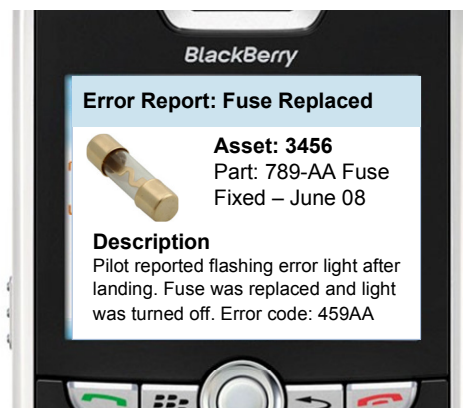 BlackBerry
Error Report: Fuse Replaced
Asset: 3456
Part: 789-AA Fuse
Fixed – June 08
Description
Pilot reported flashing error light after
landing. Fuse was replaced and light
was turned off. Error code: 459AA